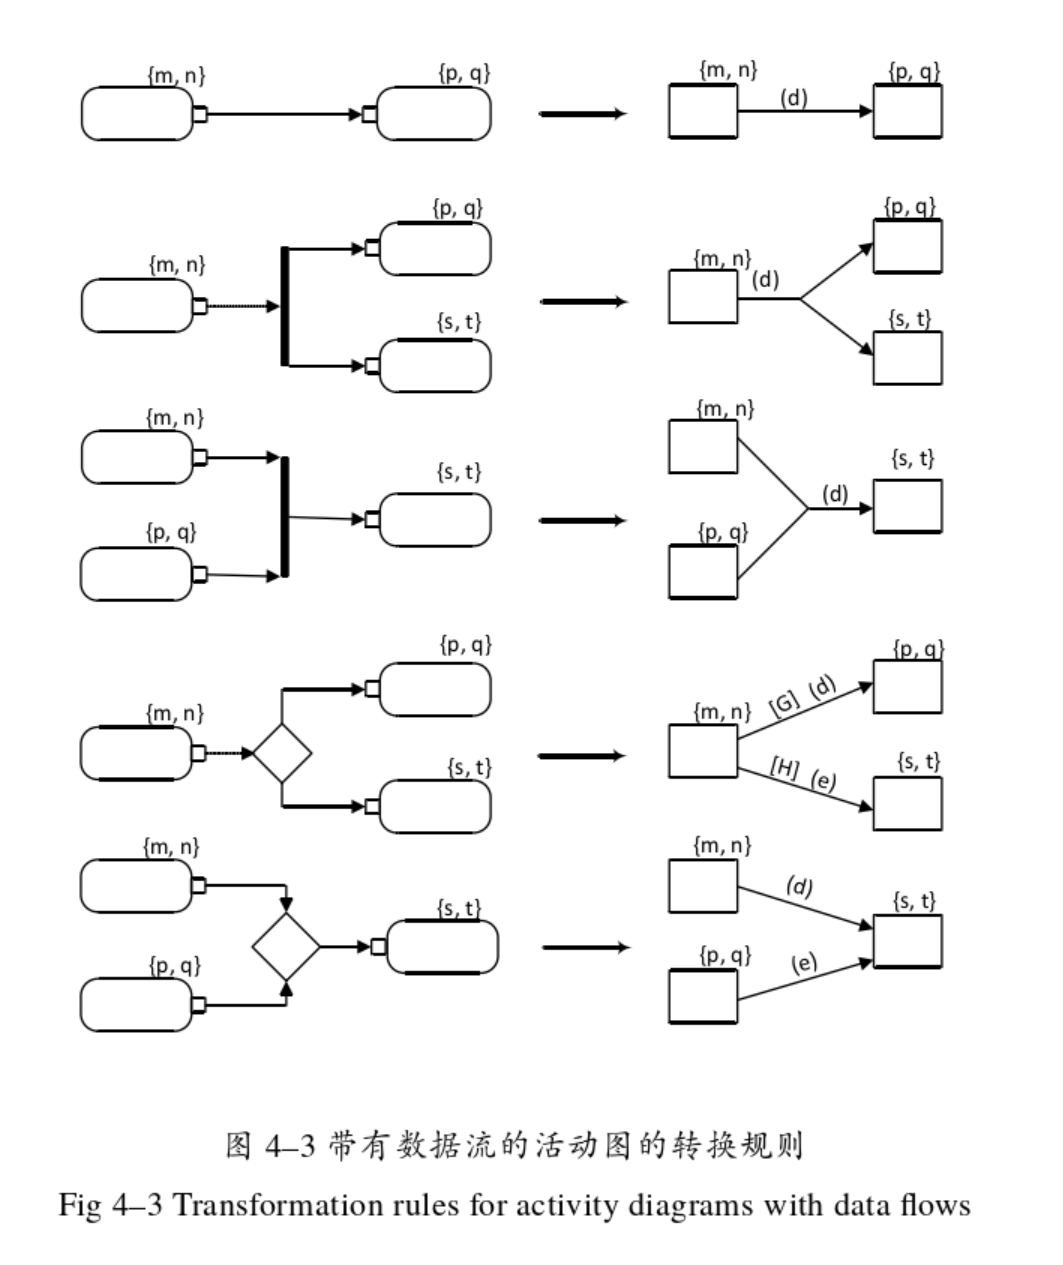 {m, n} {p, q} {m, n} (d) {p, q}
{m, n} {p, q} {s, t} {m, n} (d) {p, q} {s, t}
{m, n} {p, q} {s, t} {m, n} {p, q} (d) {s, t}
{m, n} {p, q} {s, t} {m, n} [G] (d) [H] (e) {p, q} {s, t}
{m, n} {p, q} {s, t} {m, n} (d) {p, q} (e) {s, t}
图 4–3 带有数据流的活动图的转换规则
Fig 4–3 Transformation rules for activity diagrams with data flows